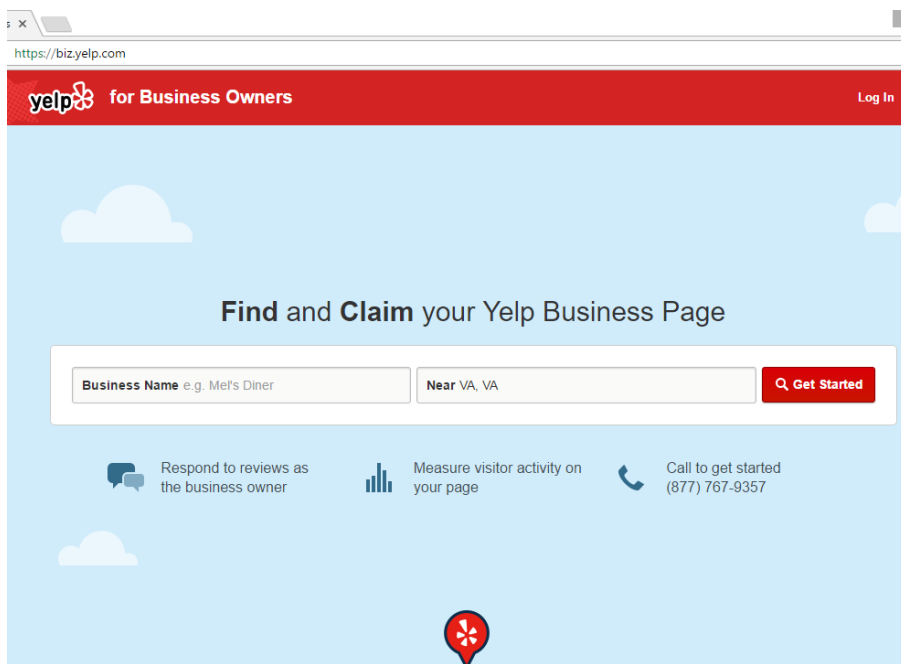 s ×
https://biz.yelp.com
yelp for Business Owners
Log In
Find and Claim your Yelp Business Page
Business Name e.g. Mel's Diner
Near VA, VA
Get Started
Respond to reviews as
the business owner
Measure visitor activity on
your page
Call to get started
(877) 767-9357